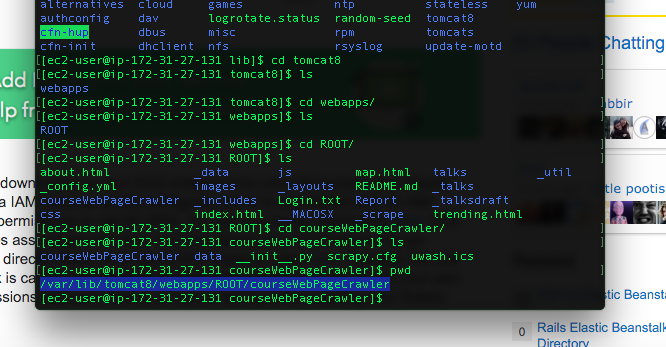 alternatives cloud games ntp stateless yum
authconfig dav logrotate.status random-seed tomcat8
cfn-hup dbus misc rpm tomcats
cfn-init dhclient nfs rsyslog update-motd
[[ec2-user@ip-172-31-27-131 lib]$ cd tomcat8 ]
[[ec2-user@ip-172-31-27-131 tomcat8]$ ls ]
webapps
[[ec2-user@ip-172-31-27-131 tomcat8]$ cd webapps/ ]
[[ec2-user@ip-172-31-27-131 webapps]$ ls ]
ROOT
[[ec2-user@ip-172-31-27-131 webapps]$ cd ROOT/ ]
[[ec2-user@ip-172-31-27-131 ROOT]$ ls ]
about.html _data js map.html talks _util
_config.yml images _layouts README.md _talks
courseWebPageCrawler _includes Login.txt Report _talksdraft
css index.html __MACOSX _scrape trending.html
[[ec2-user@ip-172-31-27-131 ROOT]$ cd courseWebPageCrawler/ ]
[[ec2-user@ip-172-31-27-131 courseWebPageCrawler]$ ls ]
courseWebPageCrawler data __init__.py scrapy.cfg uwash.ics
[[ec2-user@ip-172-31-27-131 courseWebPageCrawler]$ pwd ]
/var/lib/tomcat8/webapps/ROOT/courseWebPageCrawler
[ec2-user@ip-172-31-27-131 courseWebPageCrawler]$
Add
lp fr
down
a IAM
permi
s ass
direc
k is ca
ssions
Chatting
bbir
tle pootis
Related
Elastic Beanstal
0 Rails Elastic Beanstalk
Directory